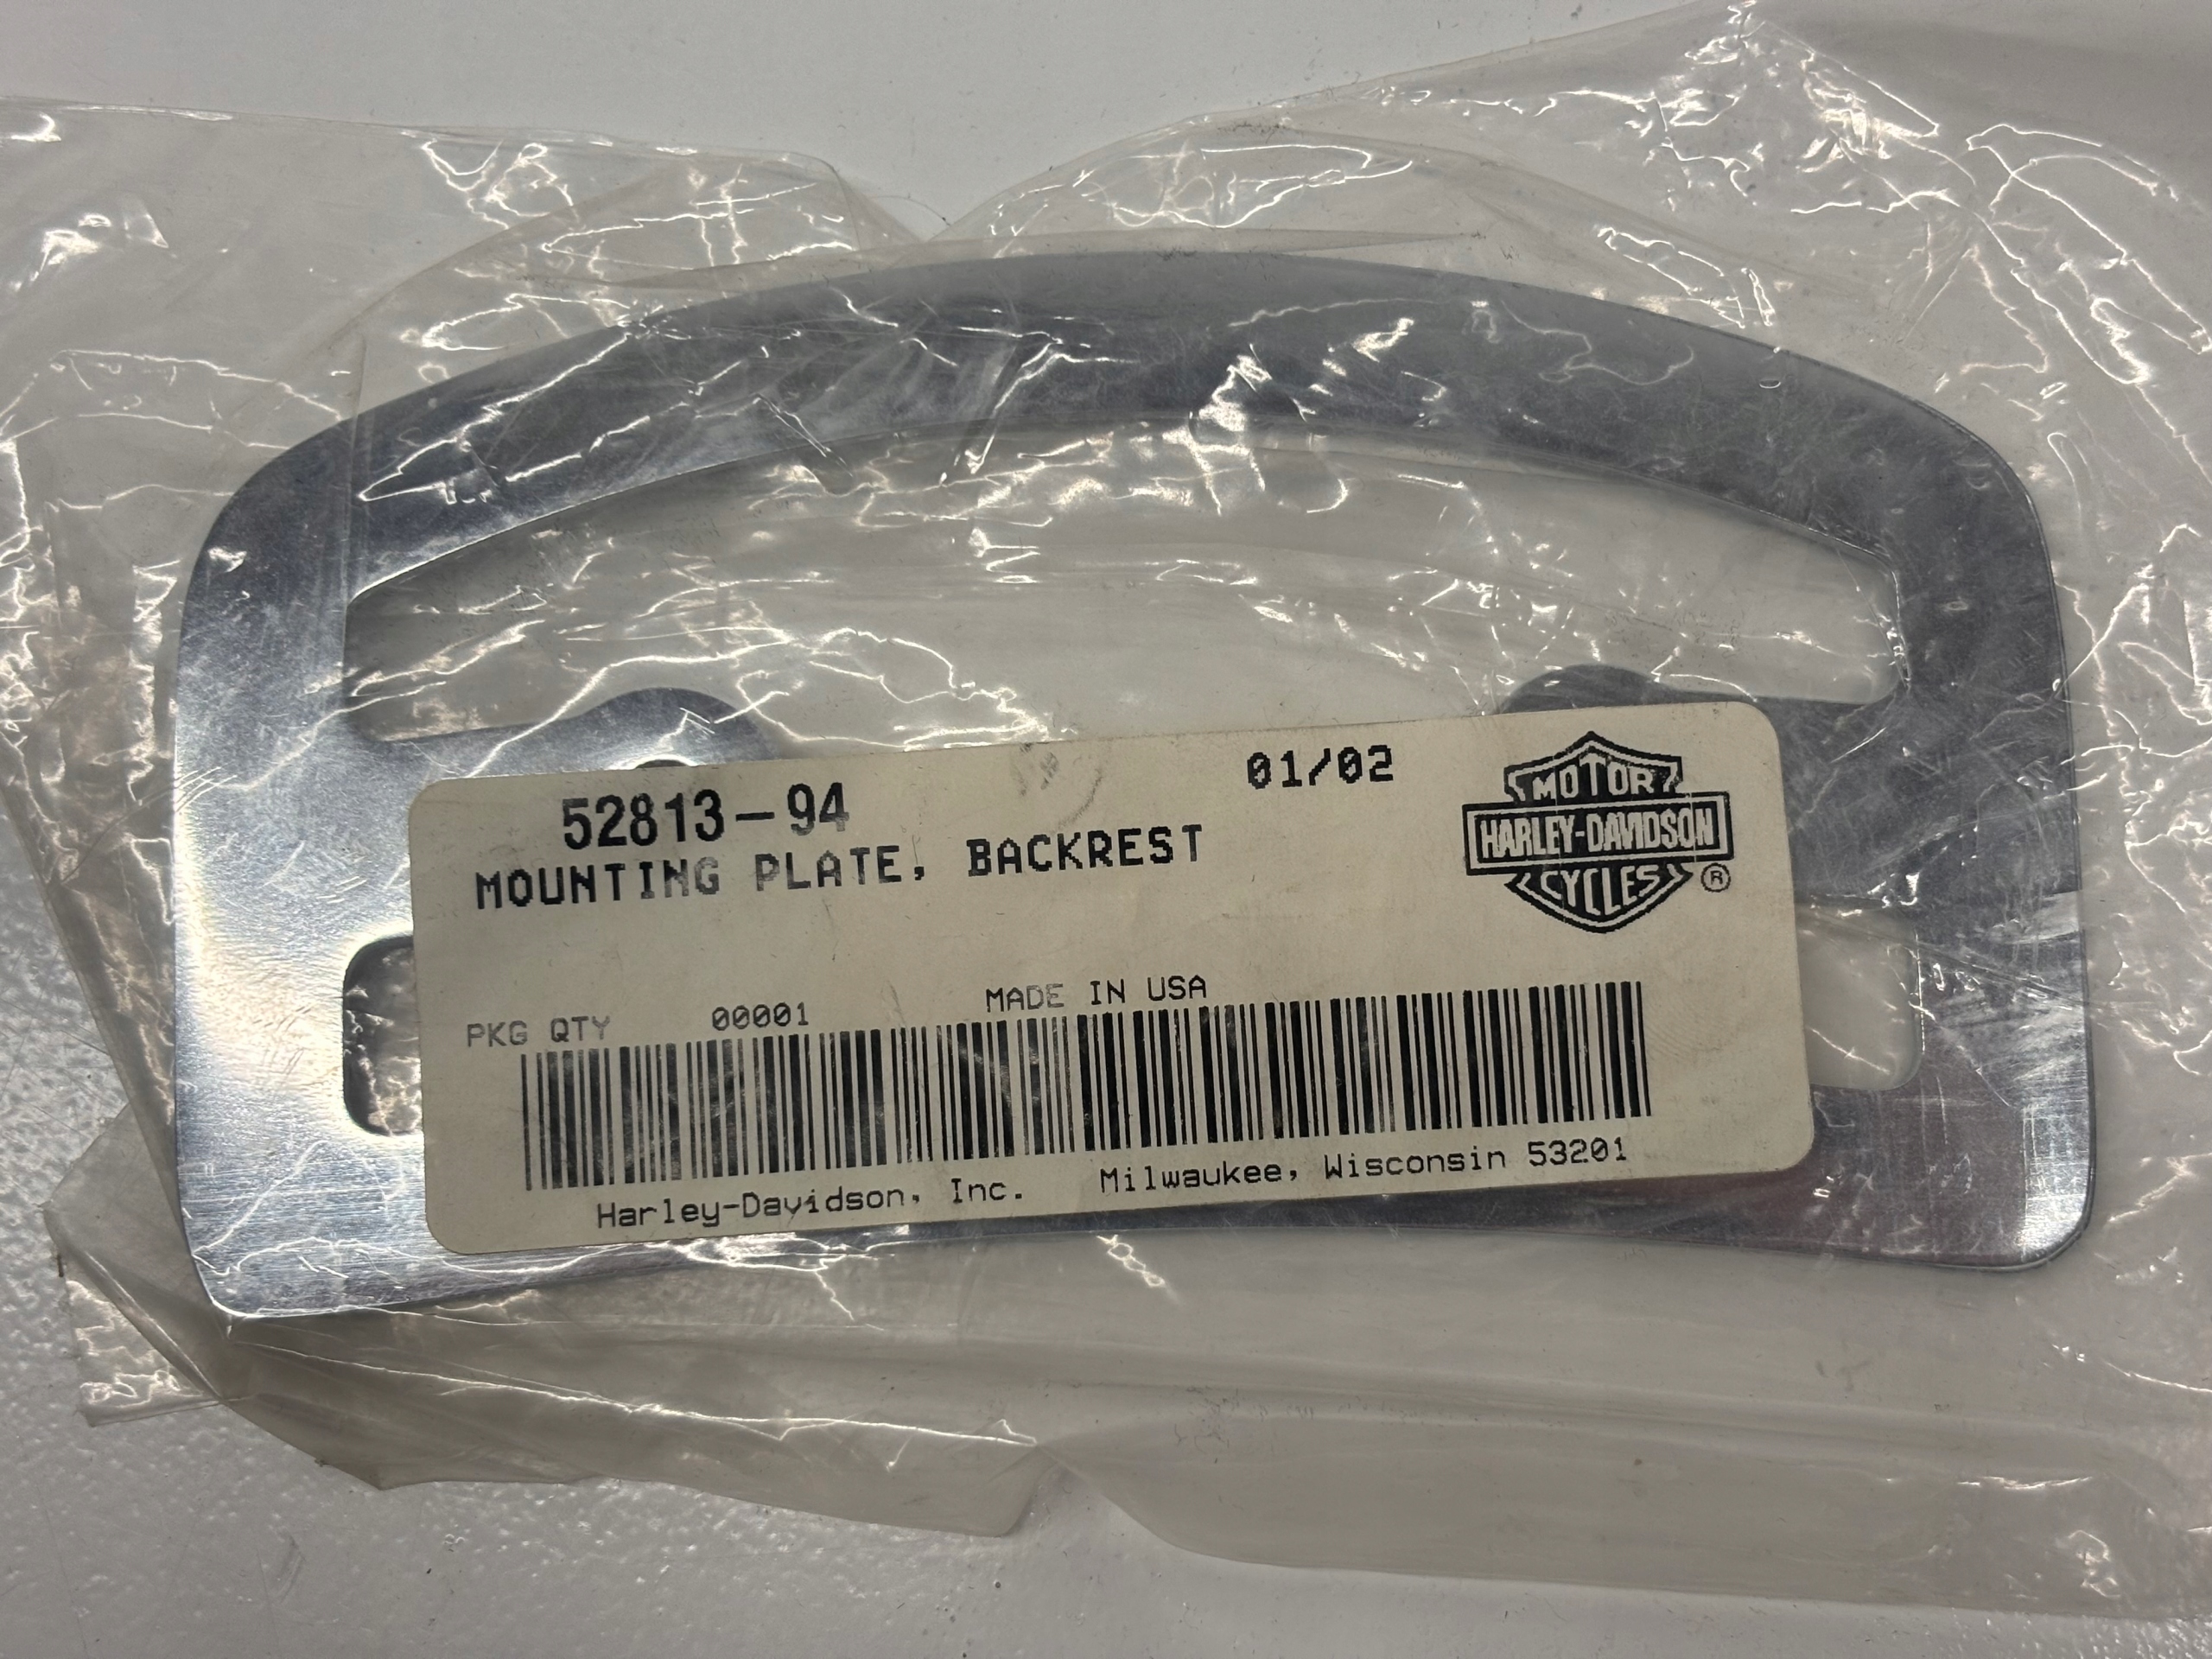 52813-94
01/02
MOUNTING PLATE, BACKREST
MOTOR
HARLEY-DAVIDSON
CYCLES
®
PKG QTY 00001 MADE IN USA
Harley-Davidson, Inc. Milwaukee, Wisconsin 53201